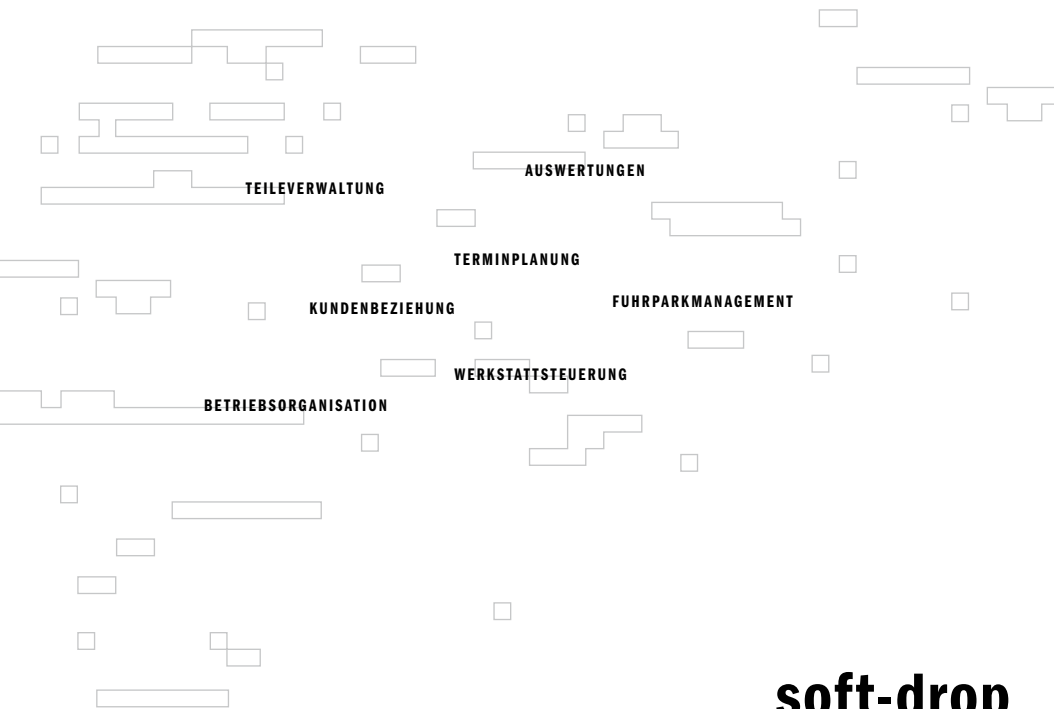 AUSWERTUNGEN
TEILEVERWALTUNG
TERMINPLANUNG
FUHRPARKMANAGEMENT
KUNDENBEZIEHUNG
WERKSTATTSTEUERUNG
BETRIEBSORGANISATION
soft-drop